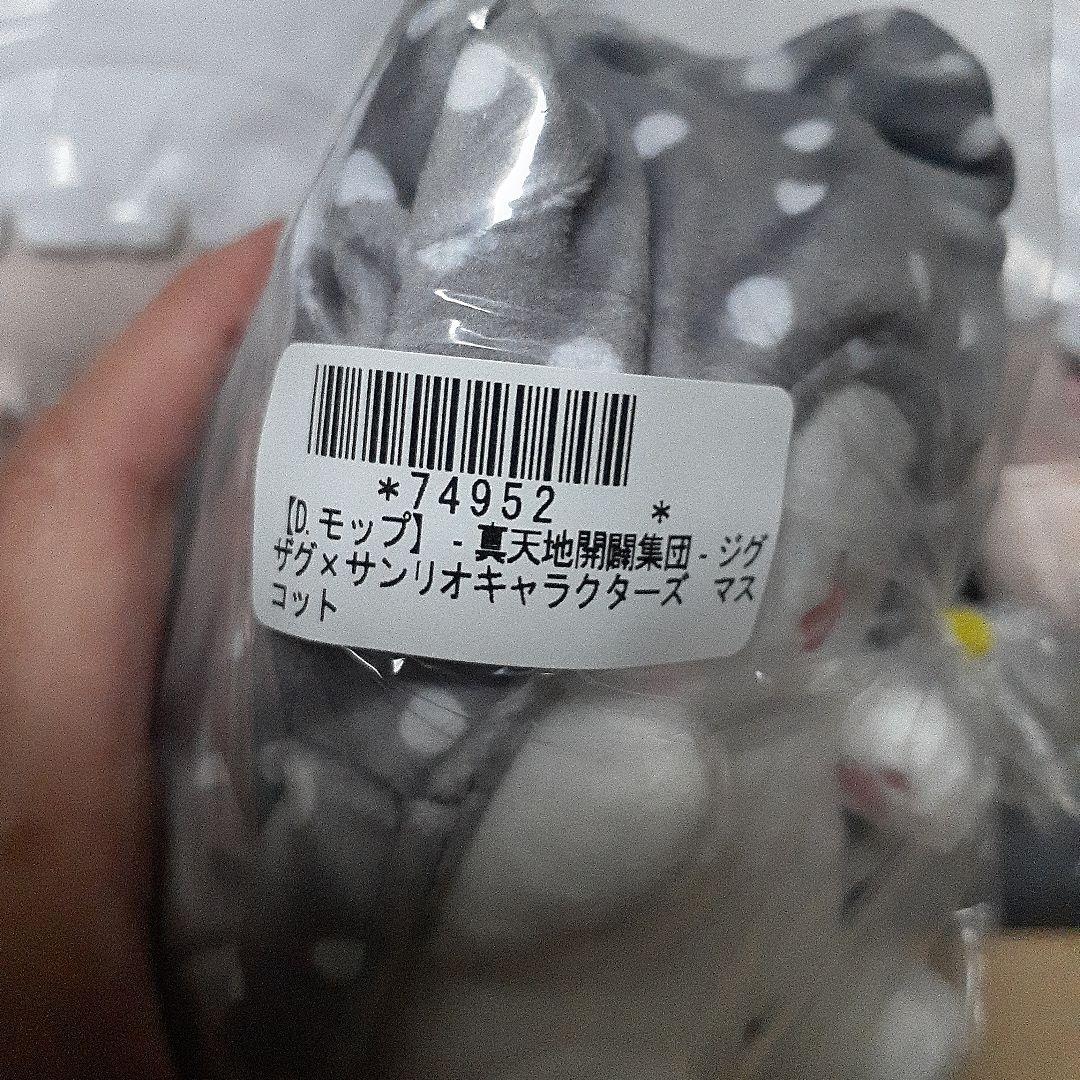 *74952 *
【D.モップ】 - 真天地開闢集団 - ジグ
ザグ×サンリオキャラクターズ マス
コット